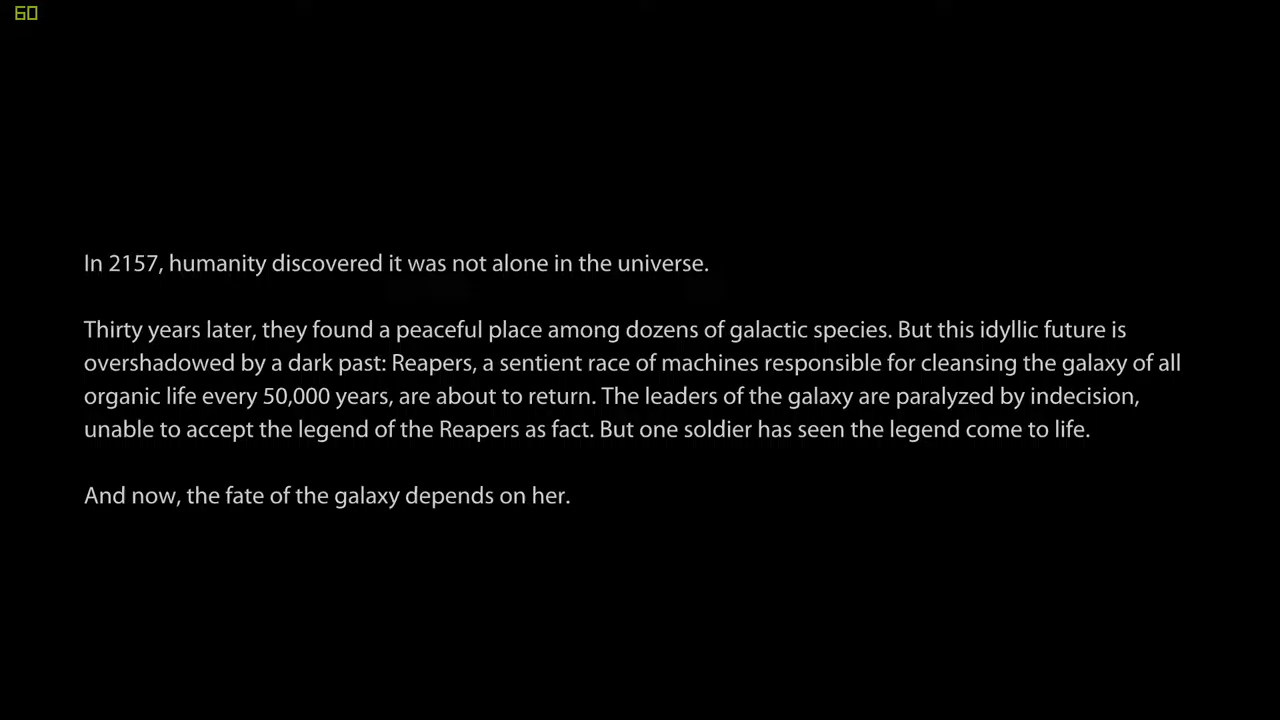 60
In 2157, humanity discovered it was not alone in the universe.
Thirty years later, they found a peaceful place among dozens of galactic species. But this idyllic future is
overshadowed by a dark past: Reapers, a sentient race of machines responsible for cleansing the galaxy of all
organic life every 50,000 years, are about to return. The leaders of the galaxy are paralyzed by indecision,
unable to accept the legend of the Reapers as fact. But one soldier has seen the legend come to life.
And now, the fate of the galaxy depends on her.